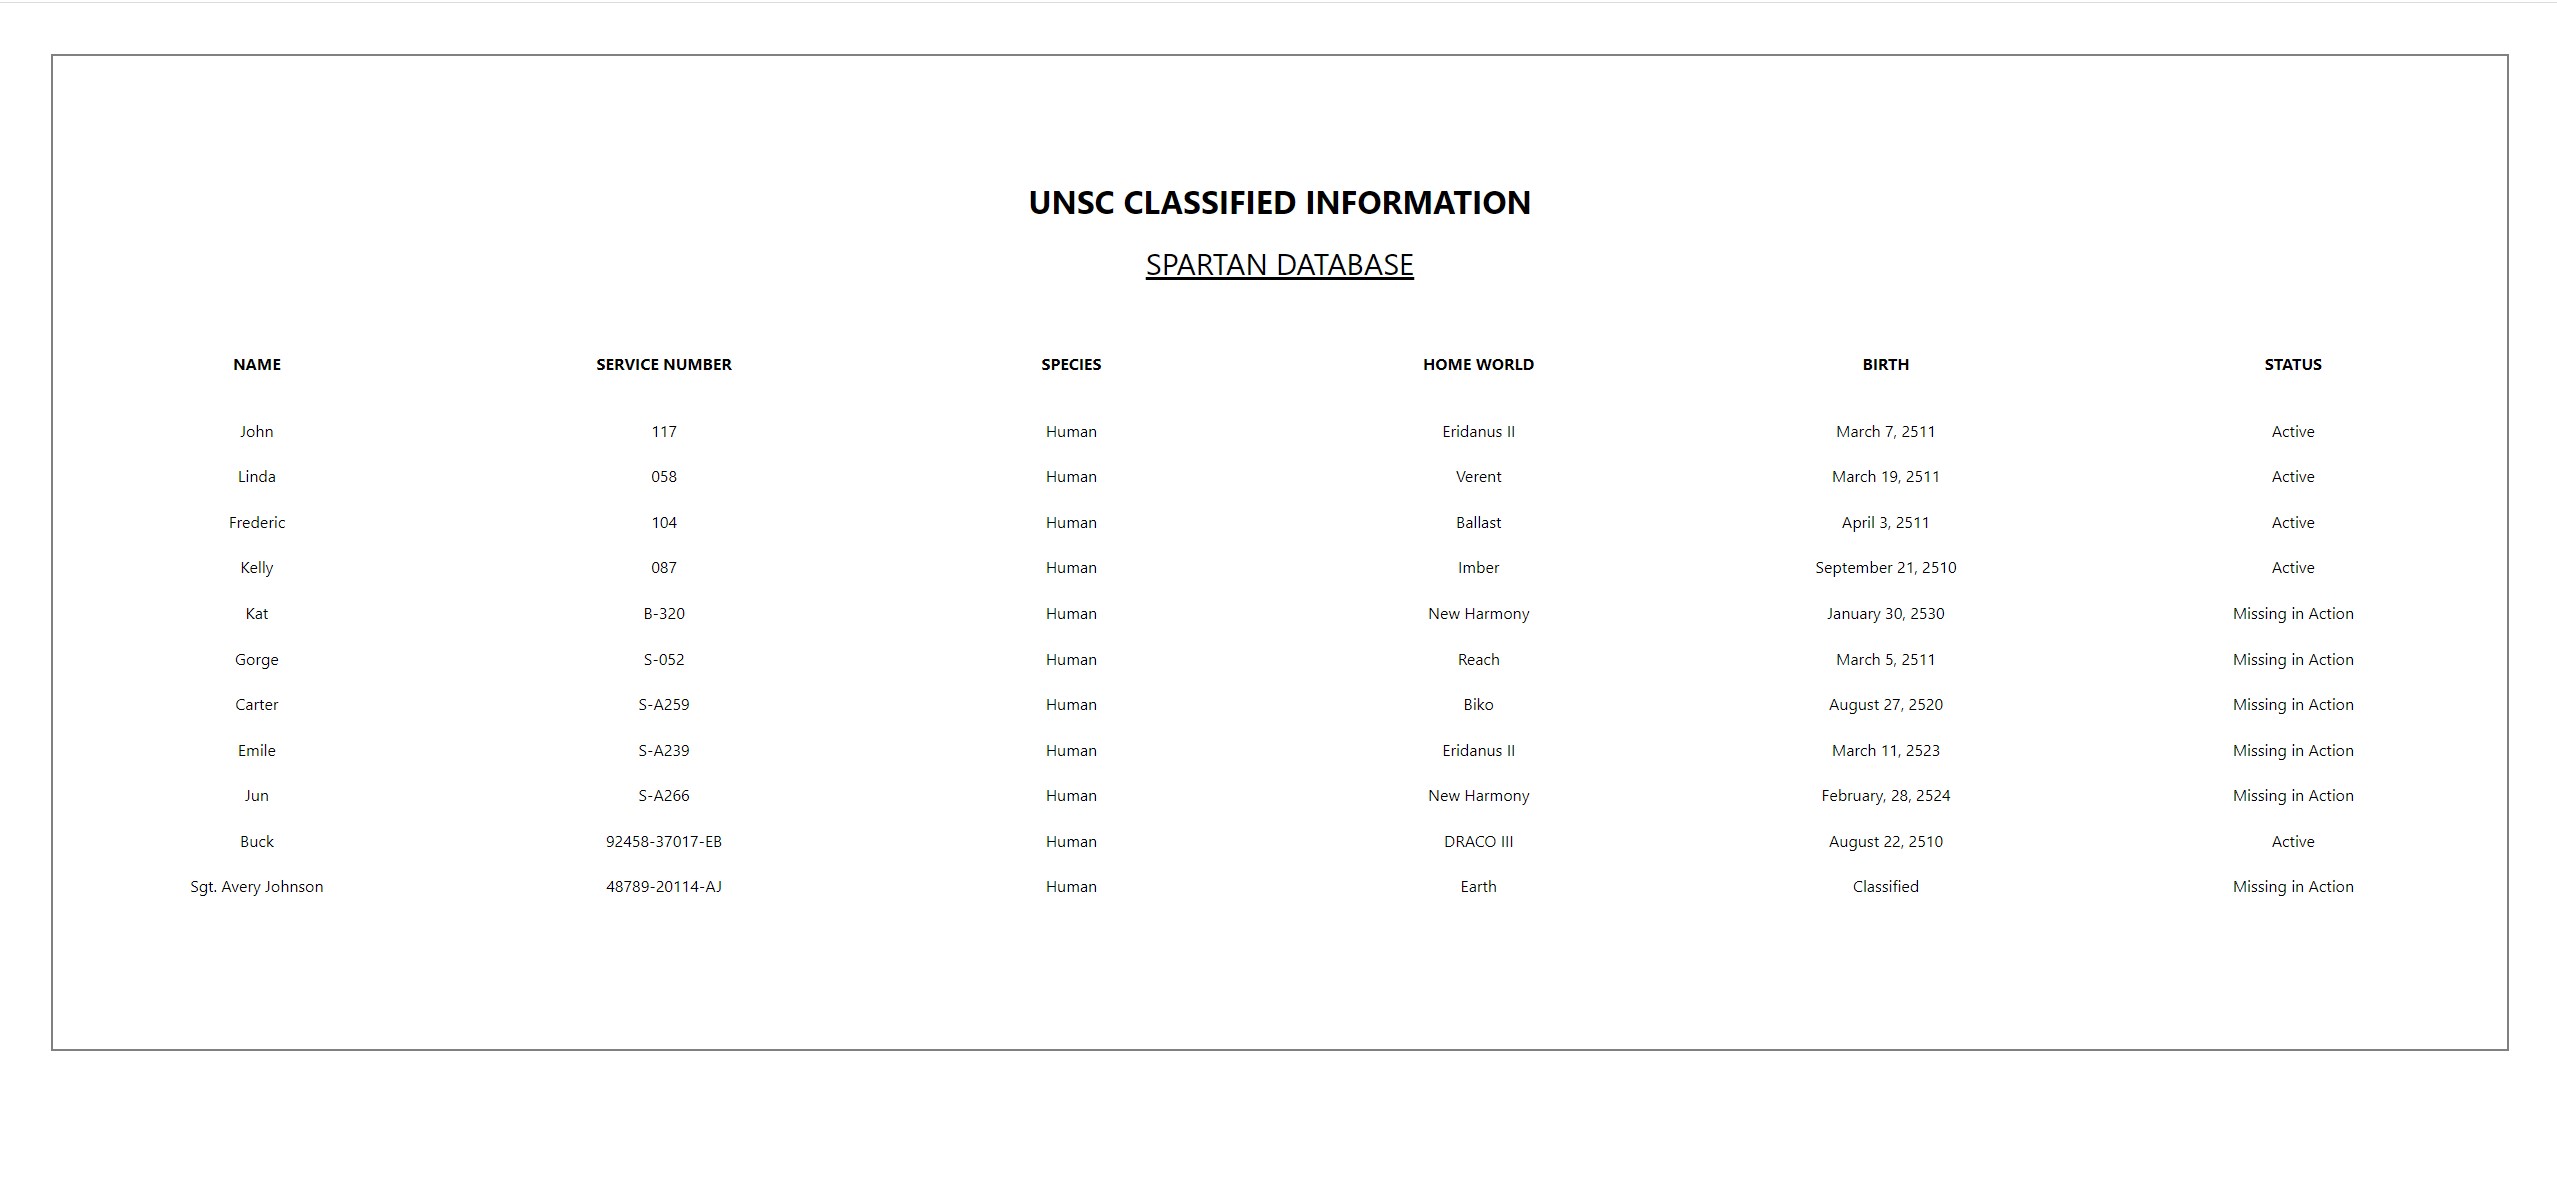 UNSC CLASSIFIED INFORMATION
SPARTAN DATABASE
NAME SERVICE NUMBER SPECIES HOME WORLD BIRTH STATUS
John 117 Human Eridanus II March 7, 2511 Active
Linda 058 Human Verent March 19, 2511 Active
Frederic 104 Human Ballast April 3, 2511 Active
Kelly 087 Human Imber September 21, 2510 Active
Kat B-320 Human New Harmony January 30, 2530 Missing in Action
Gorge S-052 Human Reach March 5, 2511 Missing in Action
Carter S-A259 Human Biko August 27, 2520 Missing in Action
Emile S-A239 Human Eridanus II March 11, 2523 Missing in Action
Jun S-A266 Human New Harmony February, 28, 2524 Missing in Action
Buck 92458-37017-EB Human DRACO III August 22, 2510 Active
Sgt. Avery Johnson 48789-20114-AJ Human Earth Classified Missing in Action